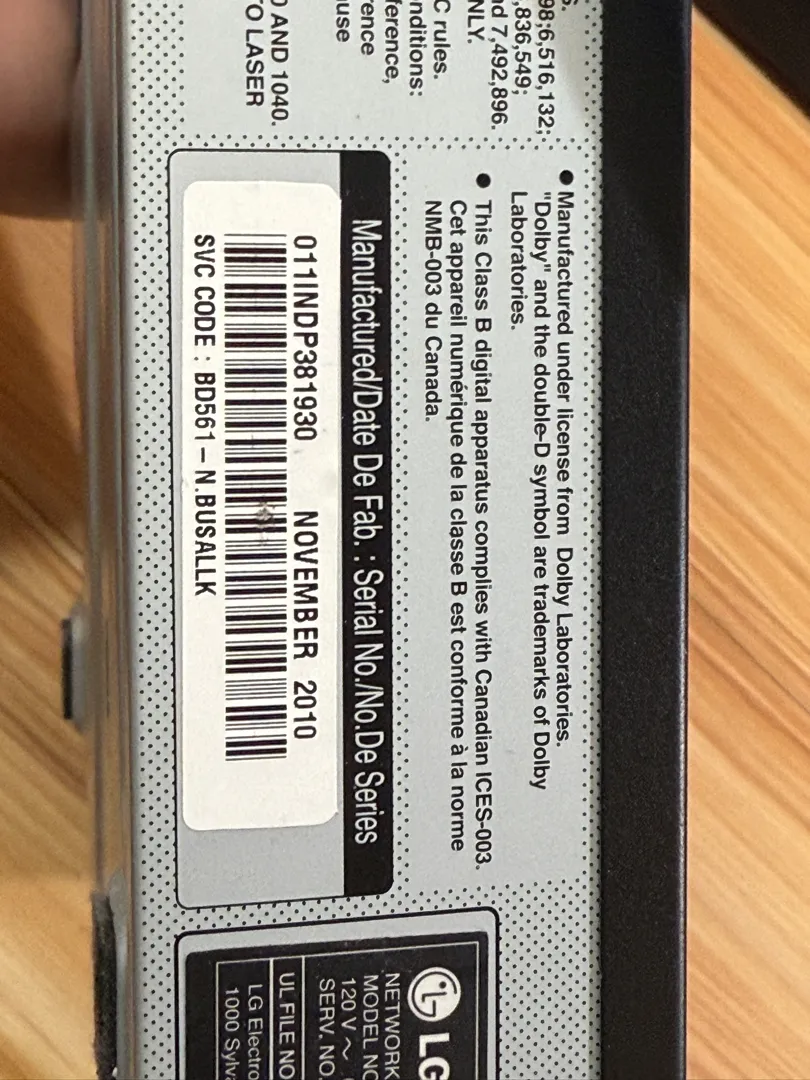 98;6,516,132;
,836,549;
7,492,896.
NLY.
C rules.
nditions:
ference,
rence
use
AND 1040.
TO LASER
● Manufactured under license from Dolby Laboratories.
"Dolby" and the double-D symbol are trademarks of Dolby
Laboratories.
● This Class B digital apparatus complies with Canadian ICES-003.
Cet appareil numérique de la classe B est conforme à la norme
NMB-003 du Canada.
Manufactured/Date De Fab. : Serial No./No.De Series
011INDP381930 NOVEMBER 2010
SVC CODE : BD561-N.BUSALLK
LG
NETWORK
MODEL NO
120 V ~
SERV. NO.
UL FILE NO
LG Electro
1000 Sylva